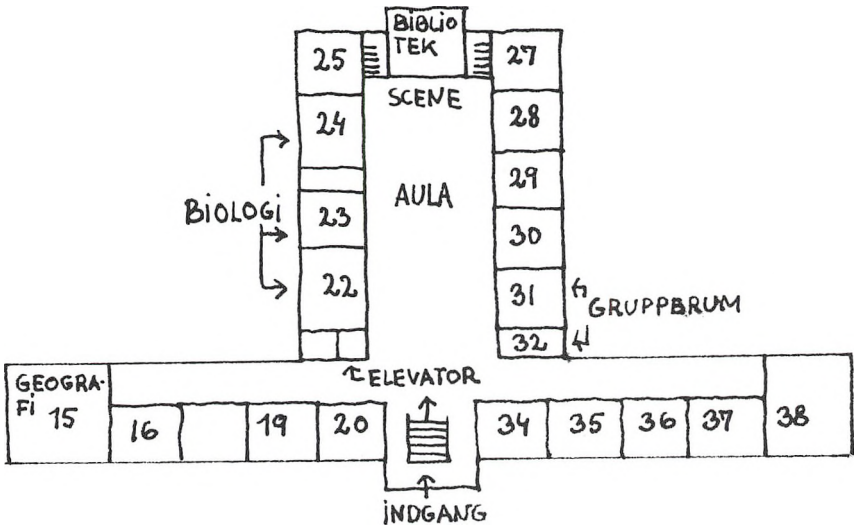 BIBLIO
TEK
25
27
SCENE
24
28
29
AULA
BIOLOGI
23
30
22
31
GRUPPBRUM
32
GEOGRA-
FI 15
ELEVATOR
16
19
20
34
35
36
37
38
INDGANG